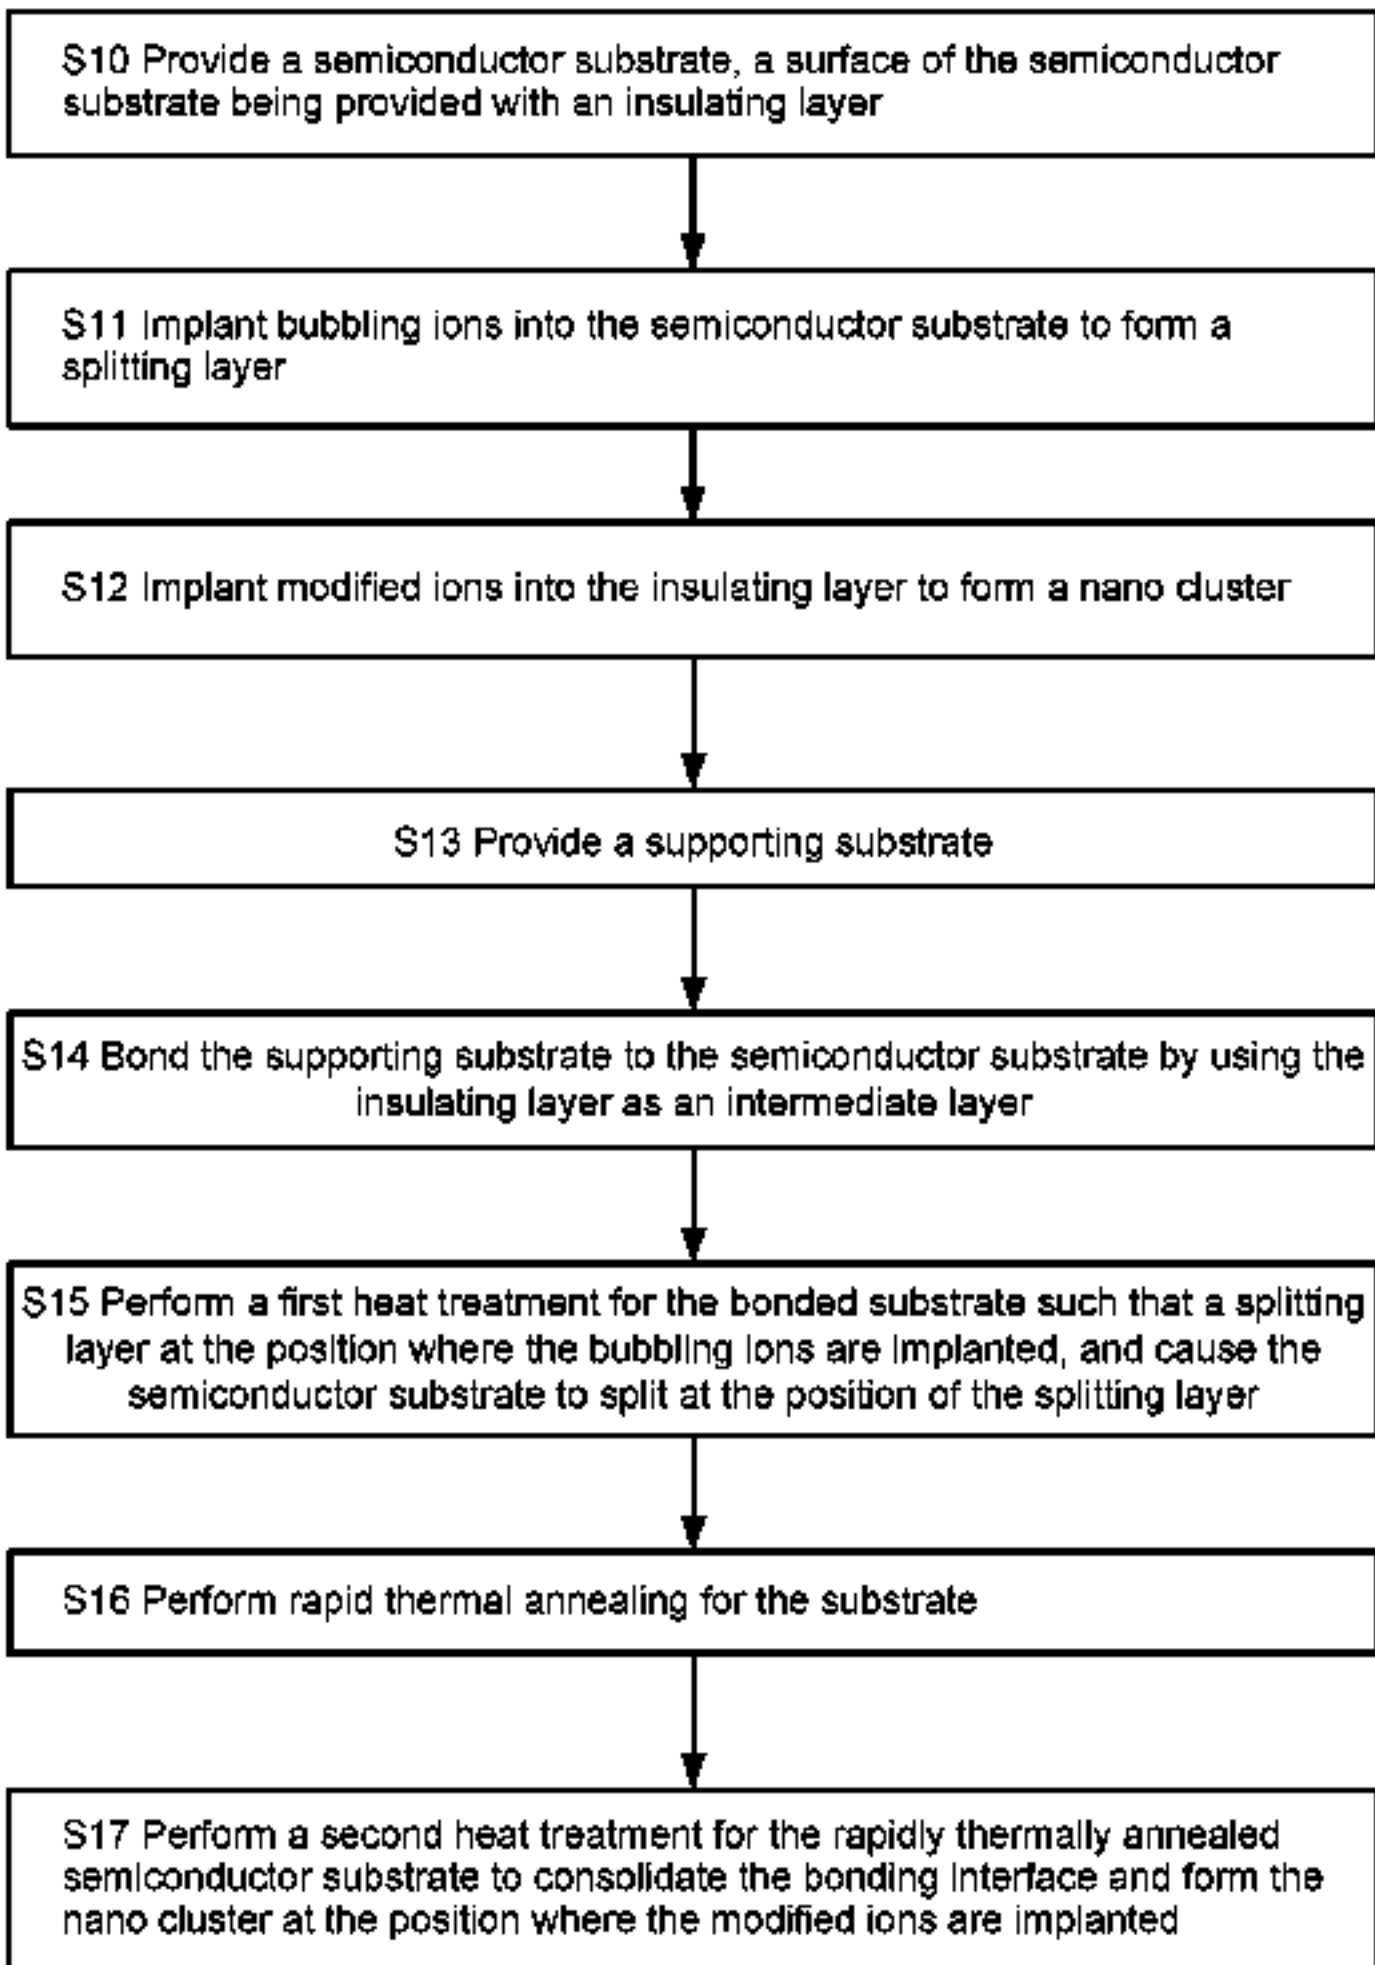 S10 Provide a semiconductor substrate, a surface of the semiconductor
substrate being provided with an insulating layer
S11 Implant bubbling ions into the semiconductor substrate to form a
splitting layer
S12 Implant modified ions into the insulating layer to form a nano cluster
S13 Provide a supporting substrate
S14 Bond the supporting substrate to the semiconductor substrate by using the
insulating layer as an intermediate layer
S15 Perform a first heat treatment for the bonded substrate such that a splitting
layer at the position where the bubbling ions are implanted, and cause the
semiconductor substrate to split at the position of the splitting layer
S16 Perform rapid thermal annealing for the substrate
S17 Perform a second heat treatment for the rapidly thermally annealed
semiconductor substrate to consolidate the bonding interface and form the
nano cluster at the position where the modified ions are implanted